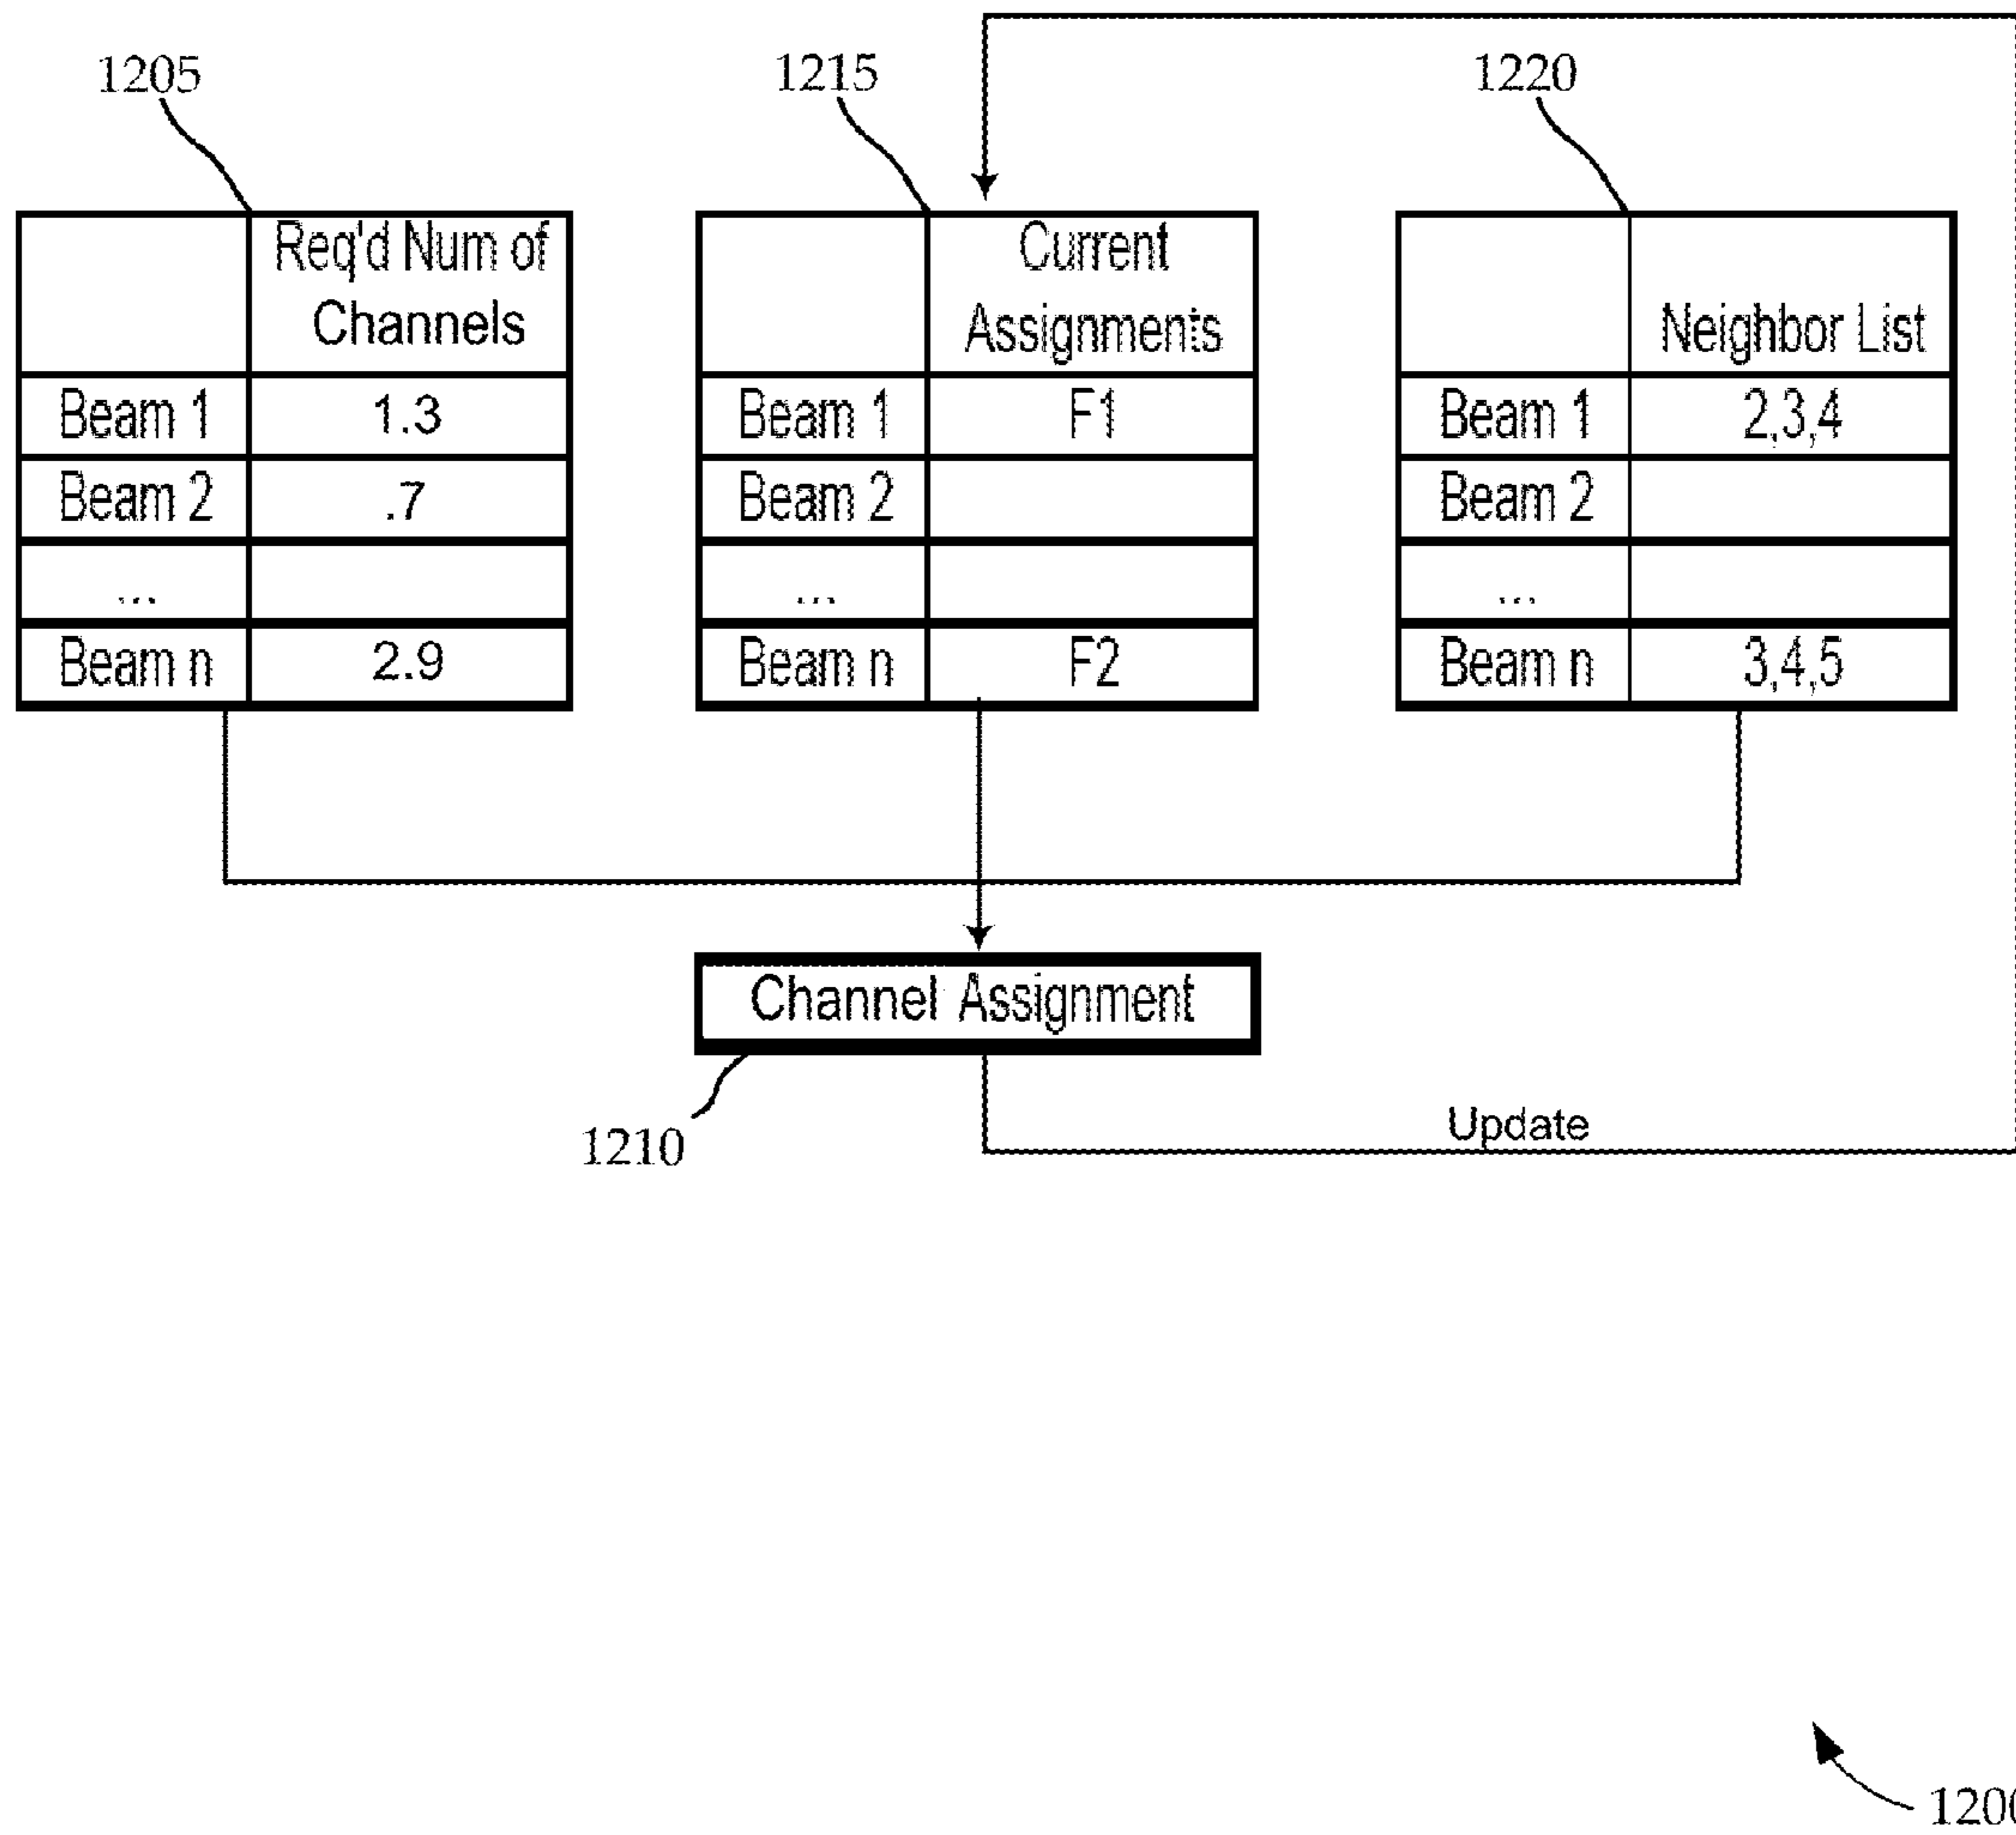 1205
1215
1220
Req'd Num of
Channels
Beam 1 1.3
Beam 2 .7
...
Beam n 2.9
Current
Assignments
Beam 1 F1
Beam 2
...
Beam n F2
Neighbor List
Beam 1 2,3,4
Beam 2
...
Beam n 3,4,5
Channel Assignment
1210
Update
1200